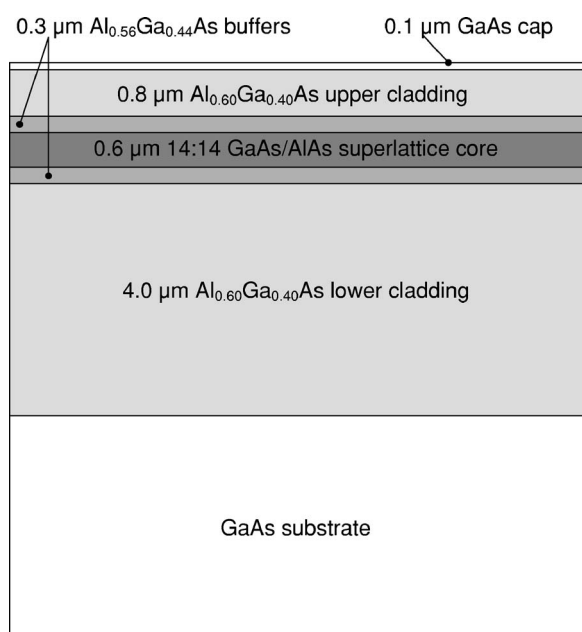 0.3 μm Al₀.₅₆Ga₀.₄₄As buffers
0.1 μm GaAs cap
0.8 μm Al₀.₆₀Ga₀.₄₀As upper cladding
0.6 μm 14:14 GaAs/AlAs superlattice core
4.0 μm Al₀.₆₀Ga₀.₄₀As lower cladding
GaAs substrate